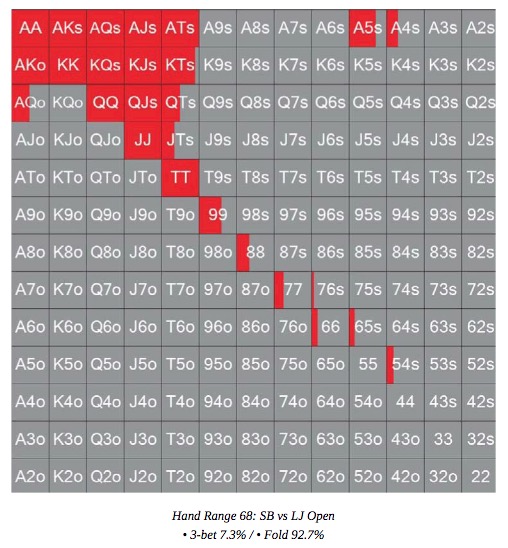 AA AKs AQs AJs ATs A9s A8s A7s A6s A5s A4s A3s A2s
AKo KK KQs KJs KTs K9s K8s K7s K6s K5s K4s K3s K2s
AQo KQo QQ QJs QTs Q9s Q8s Q7s Q6s Q5s Q4s Q3s Q2s
AJo KJo QJo JJ JTs J9s J8s J7s J6s J5s J4s J3s J2s
ATo KTo QTo JTo TT T9s T8s T7s T6s T5s T4s T3s T2s
A9o K9o Q9o J9o T9o 99 98s 97s 96s 95s 94s 93s 92s
A8o K8o Q8o J8o T8o 98o 88 87s 86s 85s 84s 83s 82s
A7o K7o Q7o J7o T7o 97o 87o 77 76s 75s 74s 73s 72s
A6o K6o Q6o J6o T6o 96o 86o 76o 66 65s 64s 63s 62s
A5o K5o Q5o J5o T5o 95o 85o 75o 65o 55 54s 53s 52s
A4o K4o Q4o J4o T4o 94o 84o 74o 64o 54o 44 43s 42s
A3o K3o Q3o J3o T3o 93o 83o 73o 63o 53o 43o 33 32s
A2o K2o Q2o J2o T2o 92o 82o 72o 62o 52o 42o 32o 22
Hand Range 68: SB vs LJ Open
• 3-bet 7.3% / • Fold 92.7%